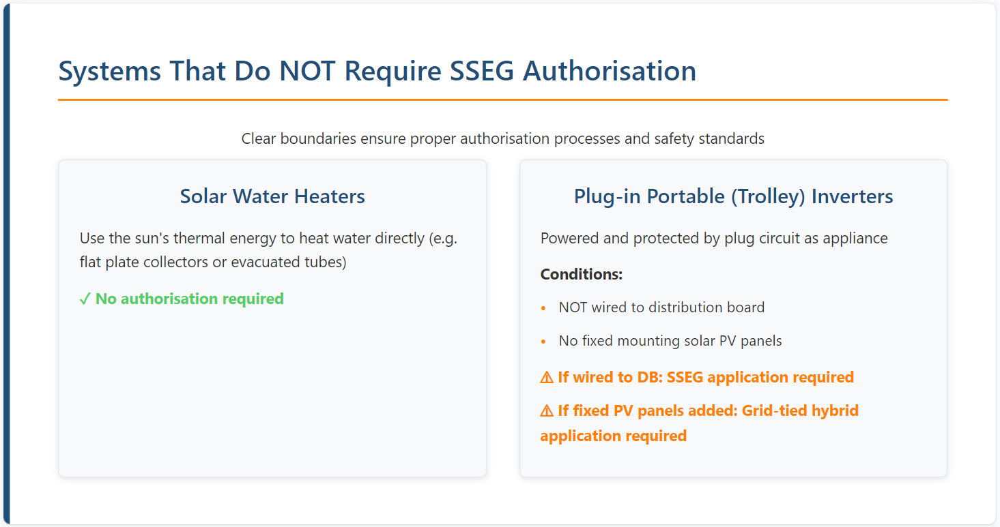 Systems That Do NOT Require SSEG Authorisation
Clear boundaries ensure proper authorisation processes and safety standards
Solar Water Heaters
Use the sun's thermal energy to heat water directly (e.g.
flat plate collectors or evacuated tubes)
✓ No authorisation required
Plug-in Portable (Trolley) Inverters
Powered and protected by plug circuit as appliance
Conditions:
• NOT wired to distribution board
• No fixed mounting solar PV panels
⚠ If wired to DB: SSEG application required
⚠ If fixed PV panels added: Grid-tied hybrid
application required